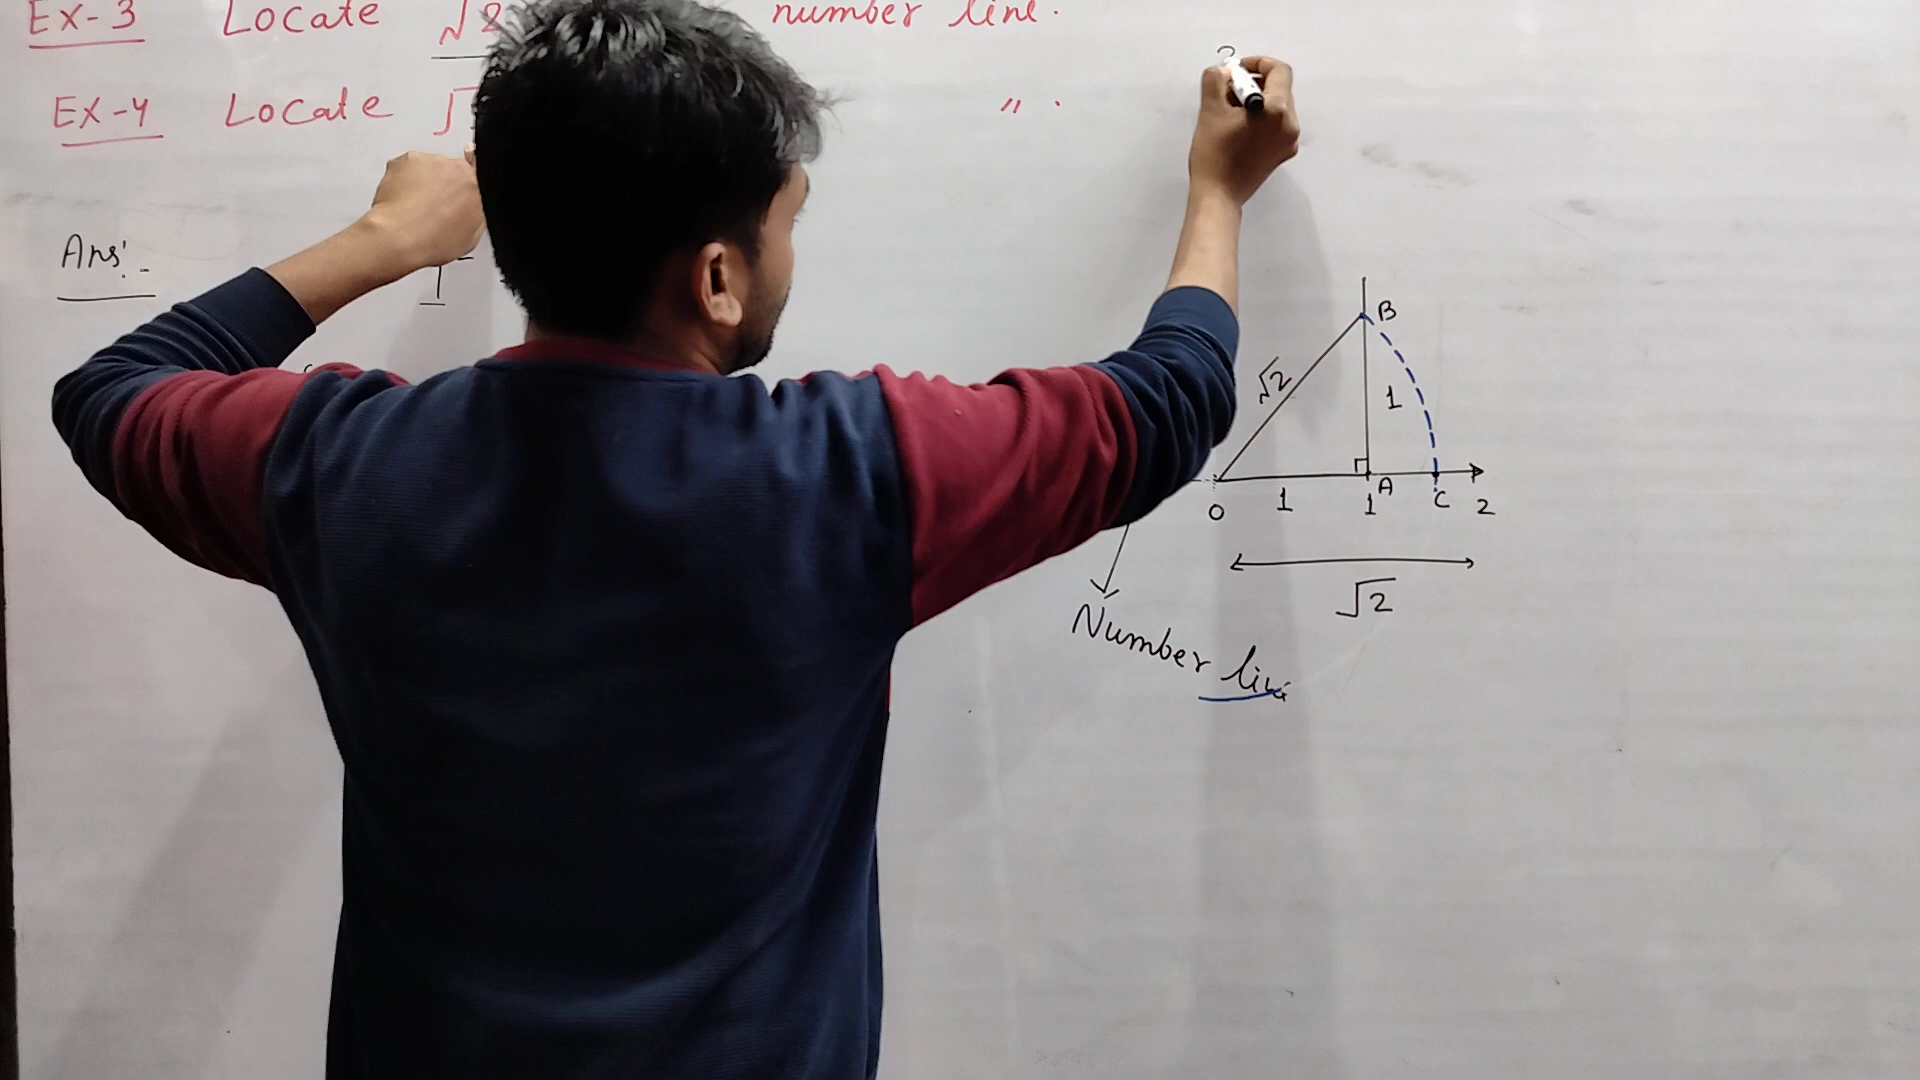 Ex-3 Locate √2 number line.
Ex-4 Locate √ " .
Ans:-
B
√2
1
A
O 1 1 C 2
√2
Number line